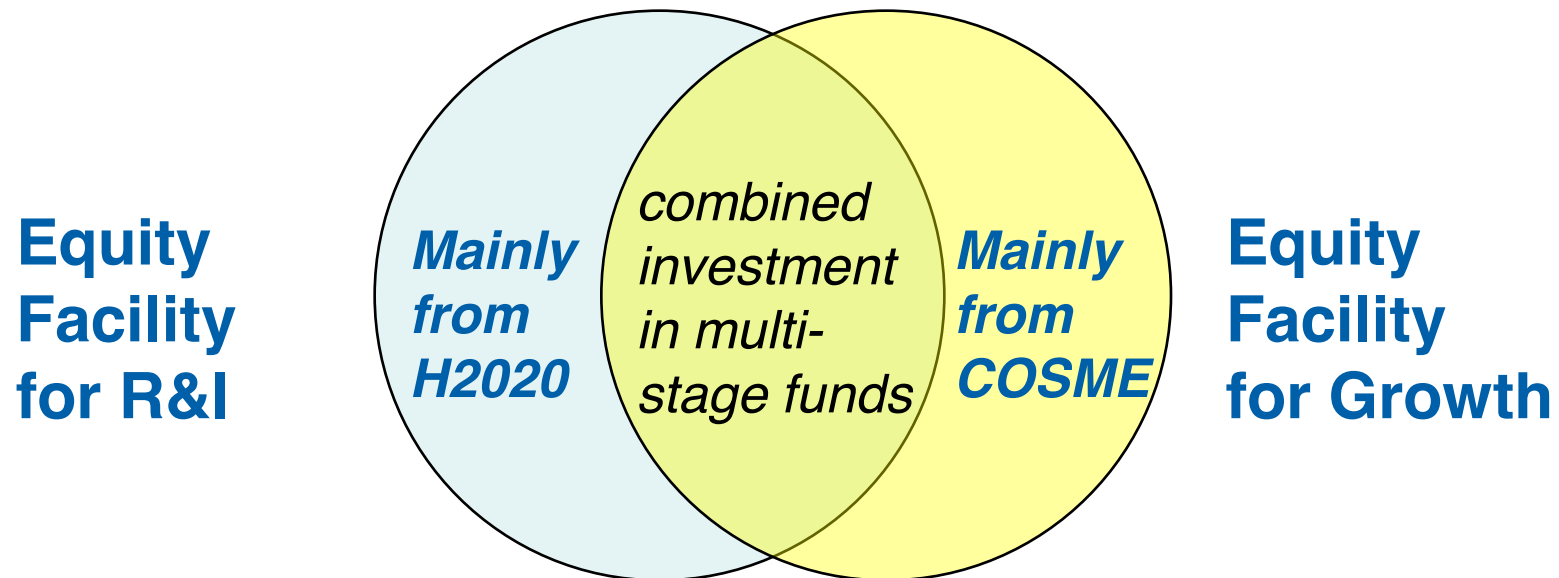 Equity
Facility
for R&I
Mainly
from
H2020
combined
investment
in multi-
stage funds
Mainly
from
COSME
Equity
Facility
for Growth